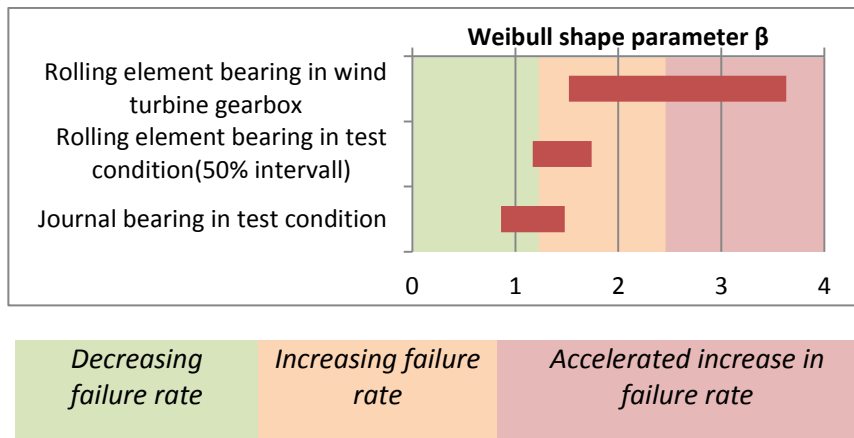 Weibull shape parameter β
Rolling element bearing in wind
turbine gearbox
Rolling element bearing in test
condition(50% intervall)
Journal bearing in test condition
0 1 2 3 4
Decreasing
failure rate
Increasing failure
rate
Accelerated increase in
failure rate